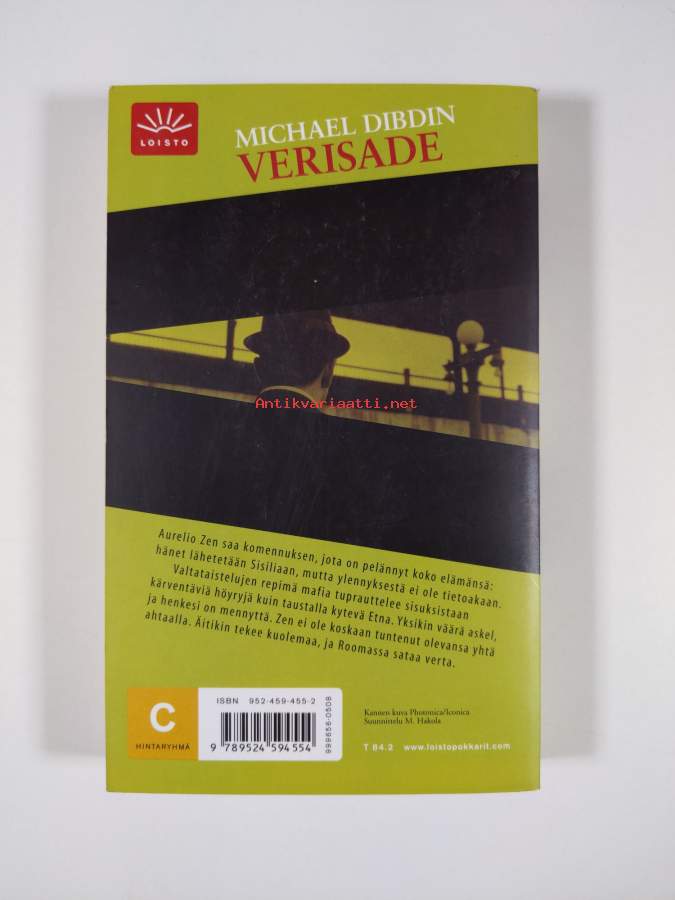 LOISTO
MICHAEL DIBDIN
VERISADE
Antikvariaatti.net
Aurelio Zen saa komennuksen, jota on pelännyt koko elämänsä:
hänet lähetetään Sisiliaan, mutta ylennyksestä ei ole tietoakaan.
Valtataistelujen repimä mafia tuprauttelee sisuksistaan
kärventäviä höyryjä kuin taustalla kytevä Etna. Yksikin väärä askel,
ja henkesi on mennyttä. Zen ei ole koskaan tuntenut olevansa yhtä
ahtaalla. Äitikin tekee kuolemaa, ja Roomassa sataa verta.
C
HINTARYHMÄ
ISBN 952-459-455-2
9 789524 594554
999656-0508
Kannen kuva Photonica/Iconica
Suunnittelu M. Hakola
T 84.2 www.loistopokkarit.com